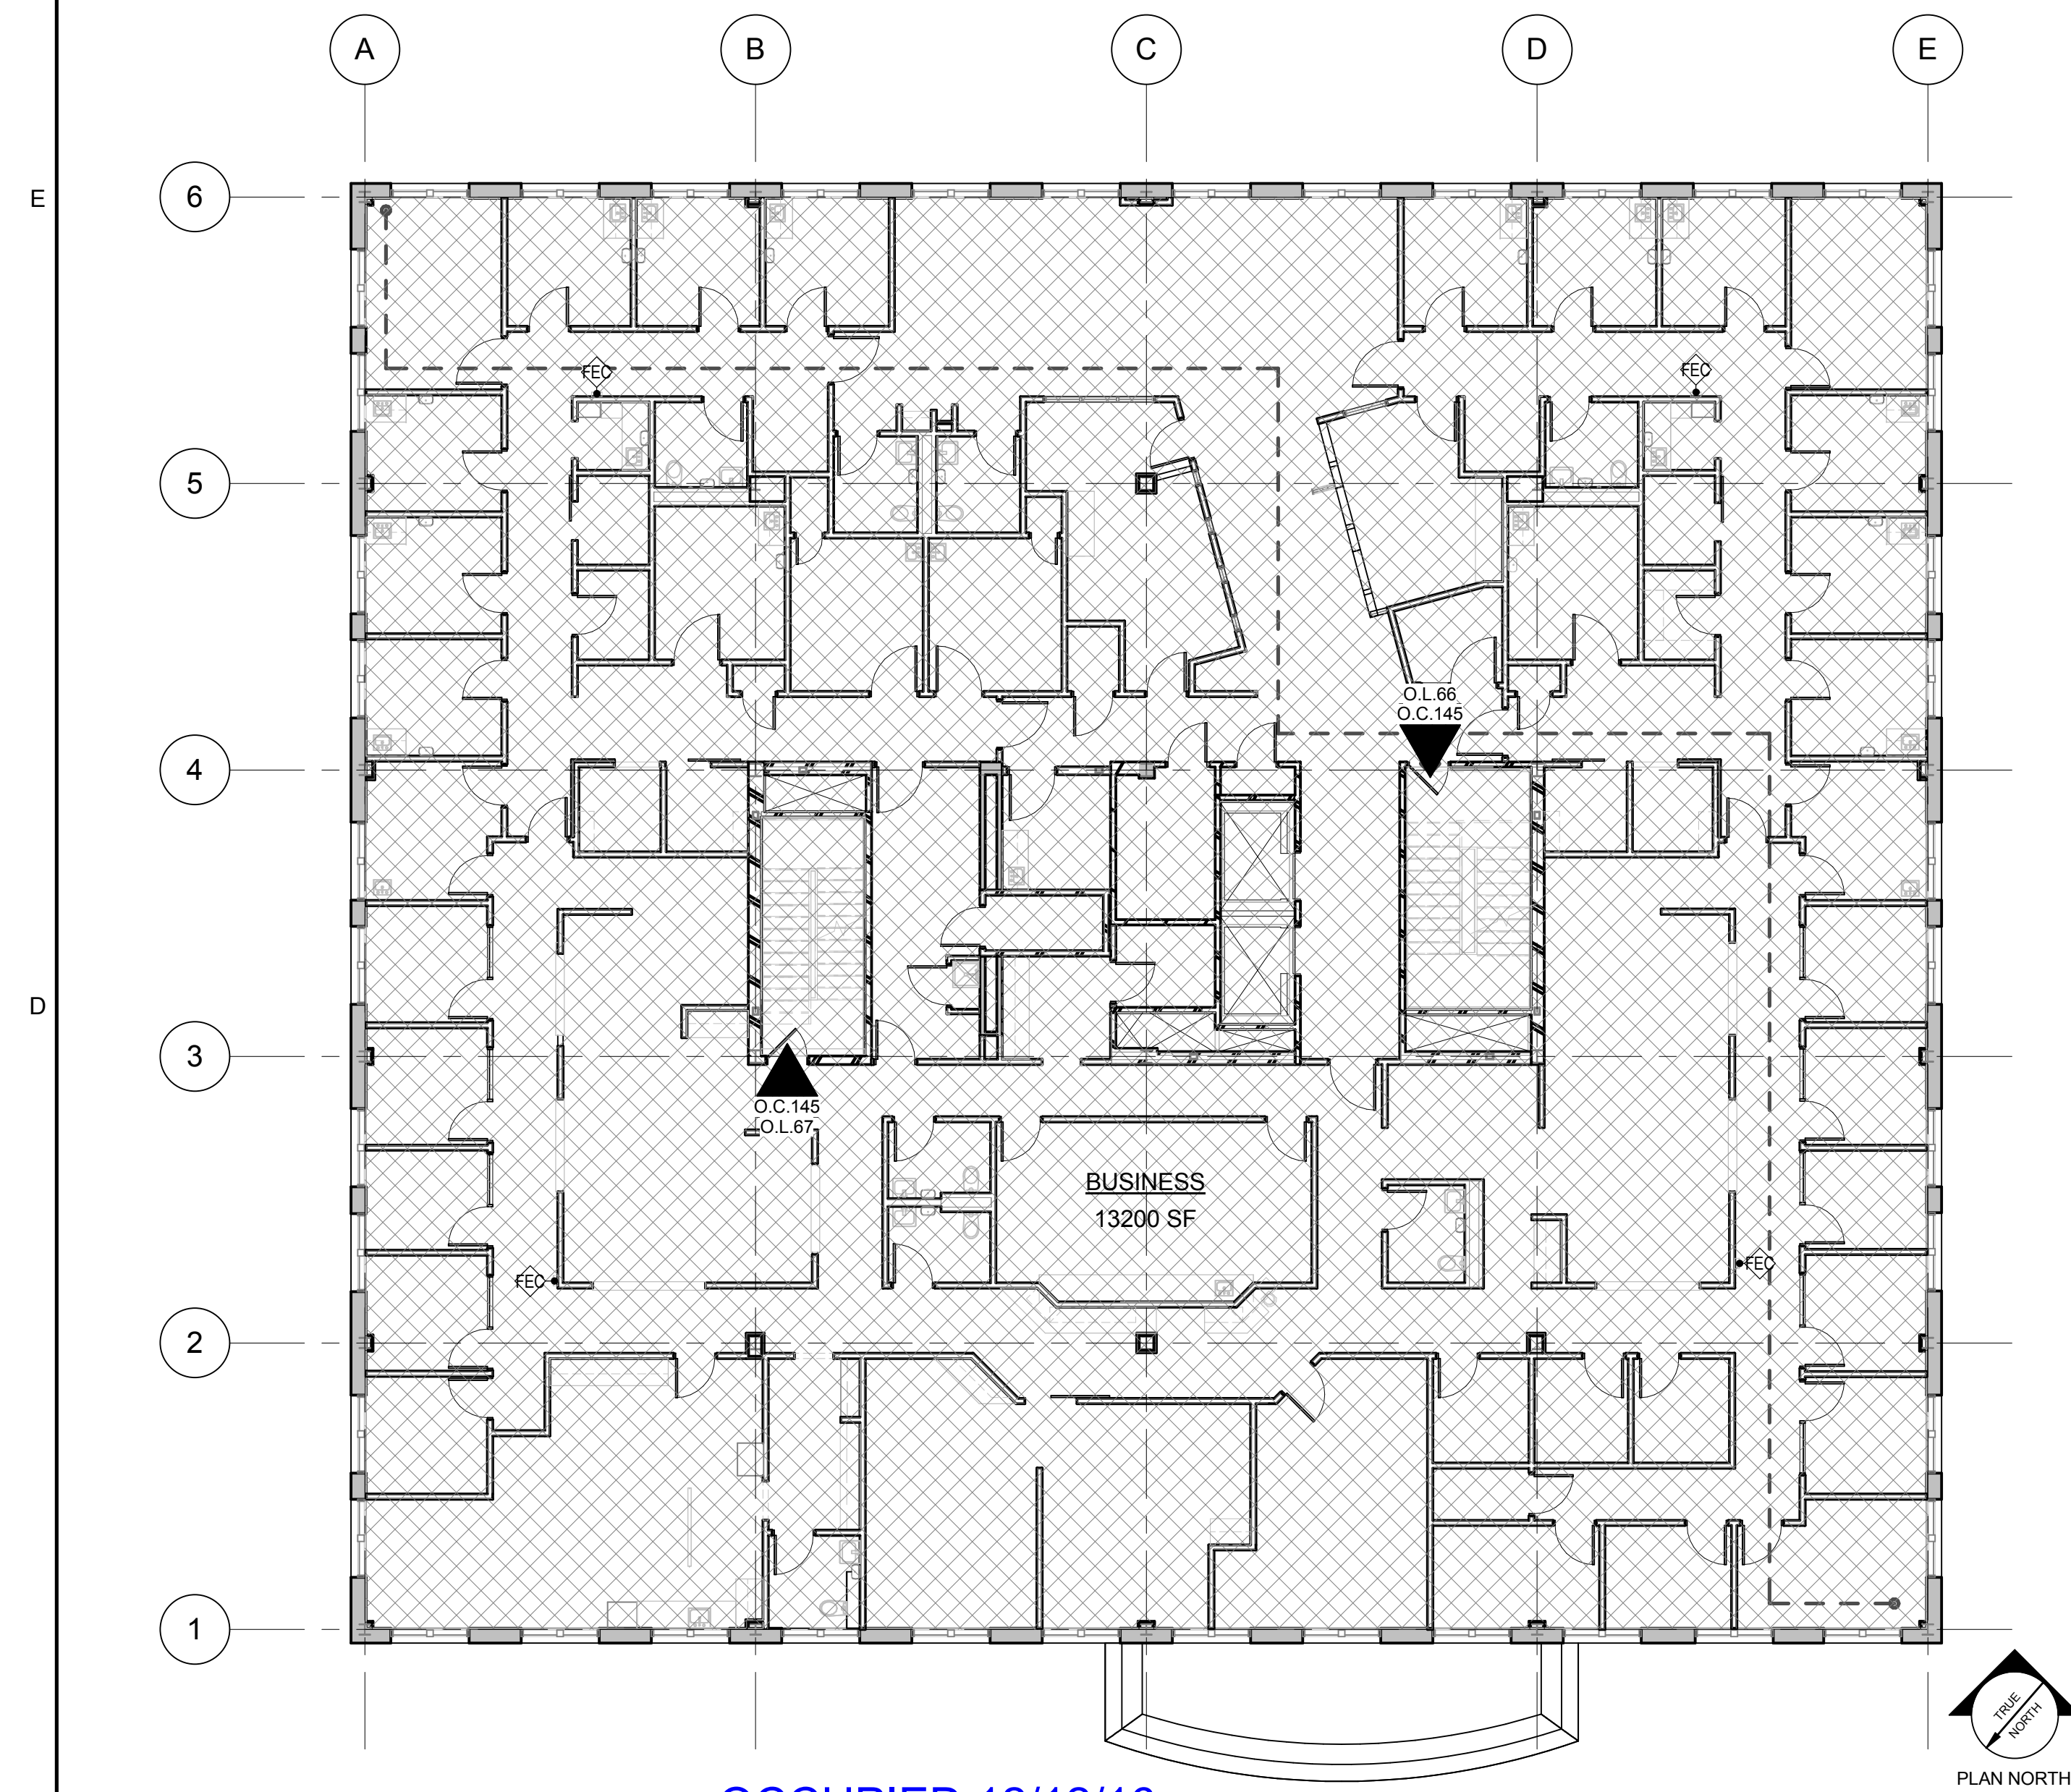 A B C D E
E
6
FEC
FEC
5
O.L.66
O.C.145
4
D
3
O.C.145
O.L.67
BUSINESS
13200 SF
FEC
FEC
2
1
TRUE
NORTH
PLAN NORTH